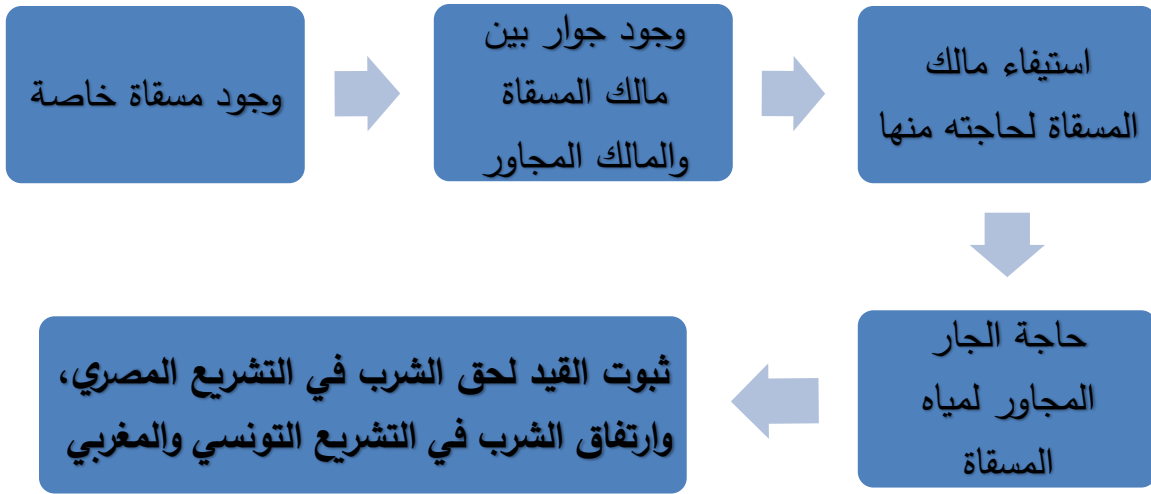 وجود مسقاة خاصة
وجود جوار بين
مالك المسقاة
والمالك المجاور
استيفاء مالك
المسقاة لحاجته منها
حاجة الجار
المجاور لمياه
المسقاة
ثبوت القيد لحق الشرب في التشريع المصري،
وارتفاق الشرب في التشريع التونسي والمغربي